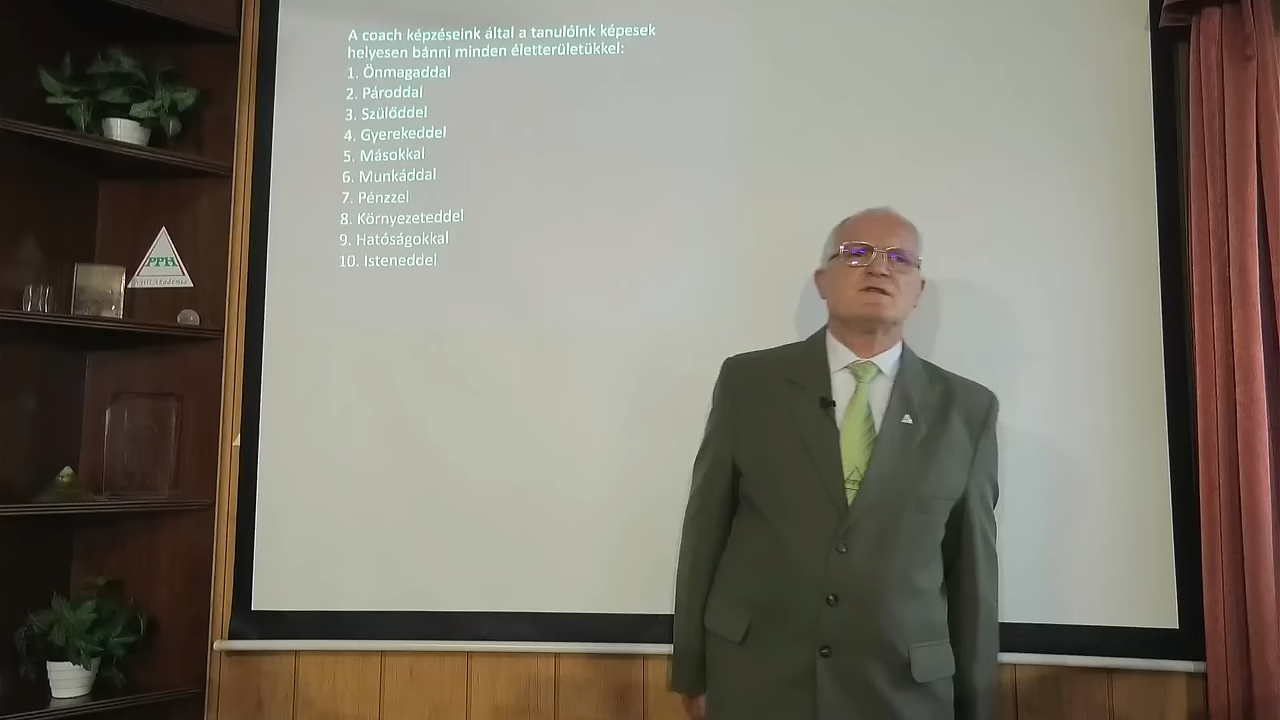 A coach képzéseink által a tanulóink képesek
helyesen bánni minden életterületükkel:
1. Önmagaddal
2. Pároddal
3. Szülőddel
4. Gyerekeddel
5. Másokkal
6. Munkáddal
7. Pénzzel
8. Környezeteddel
9. Hatóságokkal
10. Isteneddel
PFH